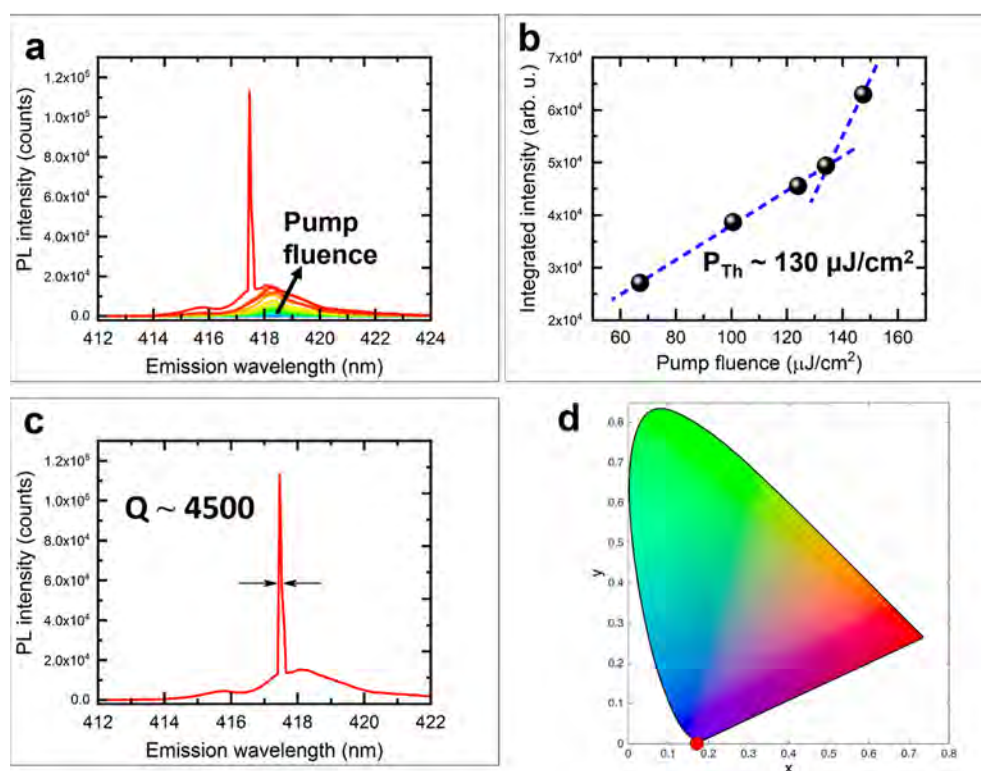 a
PL intensity (counts)
1.2x10⁵
1.0x10⁵
8.0x10⁴
6.0x10⁴
4.0x10⁴
2.0x10⁴
0.0
Pump
fluence
412 414 416 418 420 422 424
Emission wavelength (nm)
b
Integrated intensity (arb. u.)
7x10⁴
6x10⁴
5x10⁴
4x10⁴
3x10⁴
2x10⁴
P_Th ~ 130 µJ/cm²
60 80 100 120 140 160
Pump fluence (µJ/cm²)
c
PL intensity (counts)
1.2x10⁵
1.0x10⁵
8.0x10⁴
6.0x10⁴
4.0x10⁴
2.0x10⁴
0.0
Q ~ 4500
412 414 416 418 420 422
Emission wavelength (nm)
d
y
0.8
0.7
0.6
0.5
0.4
0.3
0.2
0.1
0
0 0.1 0.2 0.3 0.4 0.5 0.6 0.7 0.8
x